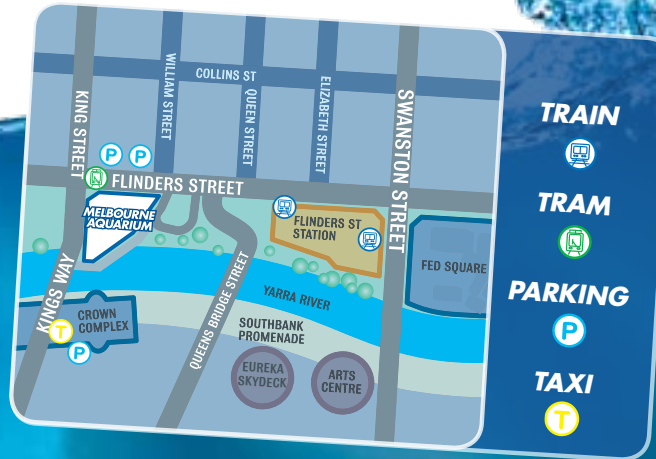 COLLINS ST
KING STREET
WILLIAM STREET
QUEEN STREET
ELIZABETH STREET
SWANSTON STREET
P
P
FLINDERS STREET
MELBOURNE
AQUARIUM
FLINDERS ST
STATION
FED SQUARE
KINGS WAY
QUEENS BRIDGE STREET
YARRA RIVER
CROWN
COMPLEX
T
P
SOUTHBANK
PROMENADE
EUREKA
SKYDECK
ARTS
CENTRE
TRAIN
TRAM
PARKING
P
TAXI
T